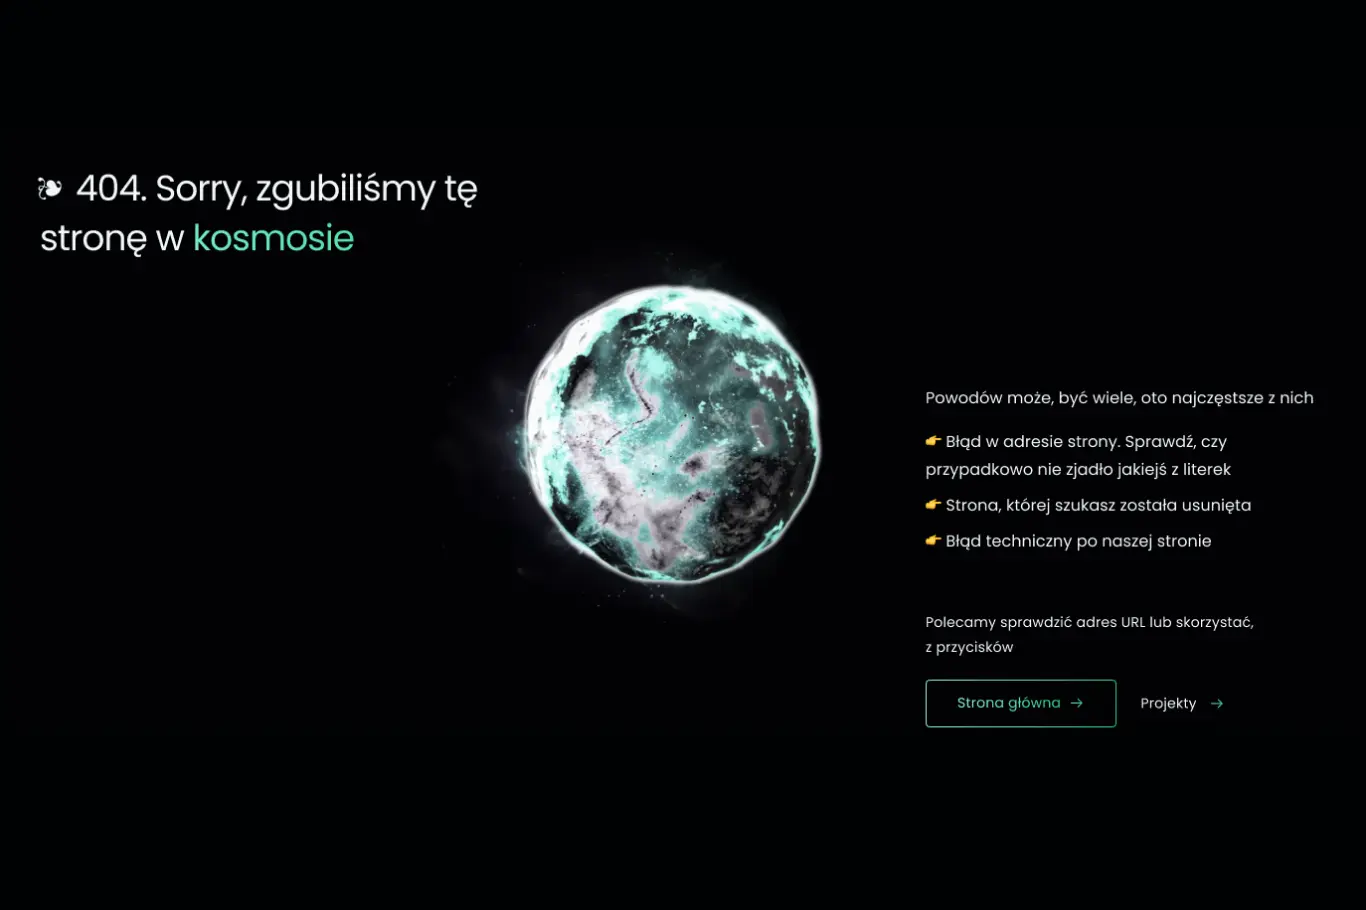 ❧ 404. Sorry, zgubiliśmy tę
stronę w kosmosie
Powodów może, być wiele, oto najczęstsze z nich
👉 Błąd w adresie strony. Sprawdź, czy
przypadkowo nie zjadło jakiejś z literek
👉 Strona, której szukasz została usunięta
👉 Błąd techniczny po naszej stronie
Polecamy sprawdzić adres URL lub skorzystać,
z przycisków
Strona główna →
Projekty →